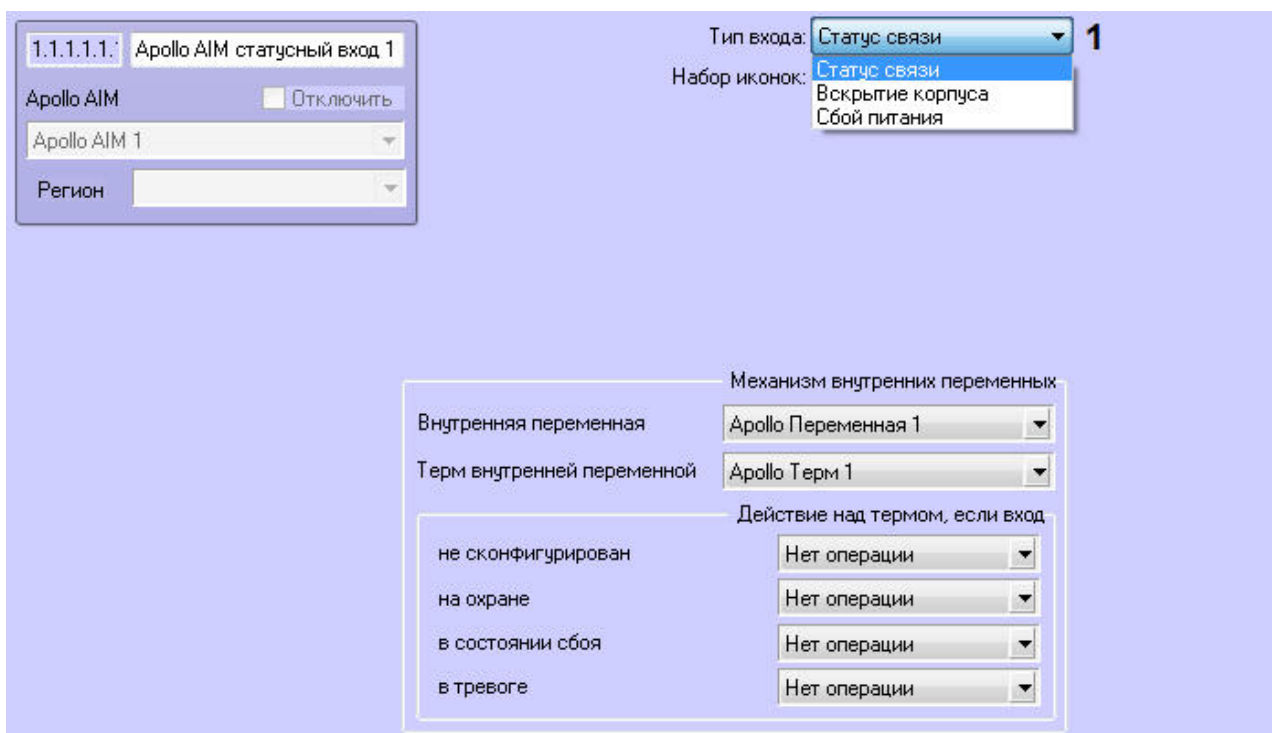 1.1.1.1.1. Apollo AIM статусный вход 1
Apollo AIM Отключить
Apollo AIM 1
Регион
Тип входа: Статус связи 1
Набор иконок:
Статус связи
Вскрытие корпуса
Сбой питания
Механизм внутренних переменных
Внутренняя переменная Apollo Переменная 1
Терм внутренней переменной Apollo Терм 1
Действие над термом, если вход
не сконфигурирован Нет операции
на охране Нет операции
в состоянии сбоя Нет операции
в тревоге Нет операции